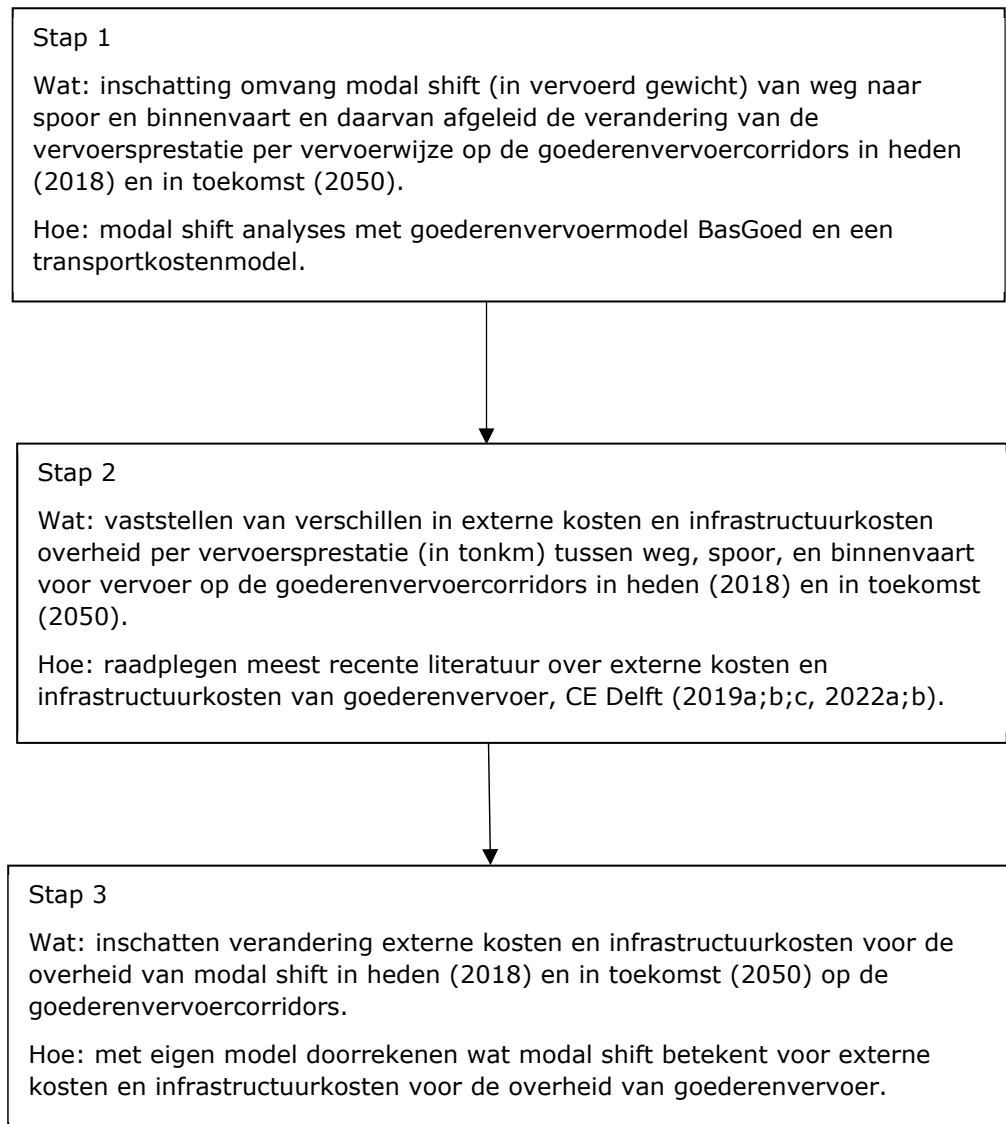 Stap 1
Wat: inschatting omvang modal shift (in vervoerd gewicht) van weg naar
spoor en binnenvaart en daarvan afgeleid de verandering van de
vervoersprestatie per vervoerwijze op de goederenvervoercorridors in heden
(2018) en in toekomst (2050).
Hoe: modal shift analyses met goederenvervoermodel BasGoed en een
transportkostenmodel.
Stap 2
Wat: vaststellen van verschillen in externe kosten en infrastructuurkosten
overheid per vervoersprestatie (in tonkm) tussen weg, spoor, en binnenvaart
voor vervoer op de goederenvervoercorridors in heden (2018) en in toekomst
(2050).
Hoe: raadplegen meest recente literatuur over externe kosten en
infrastructuurkosten van goederenvervoer, CE Delft (2019a;b;c, 2022a;b).
Stap 3
Wat: inschatten verandering externe kosten en infrastructuurkosten voor de
overheid van modal shift in heden (2018) en in toekomst (2050) op de
goederenvervoercorridors.
Hoe: met eigen model doorrekenen wat modal shift betekent voor externe
kosten en infrastructuurkosten voor de overheid van goederenvervoer.